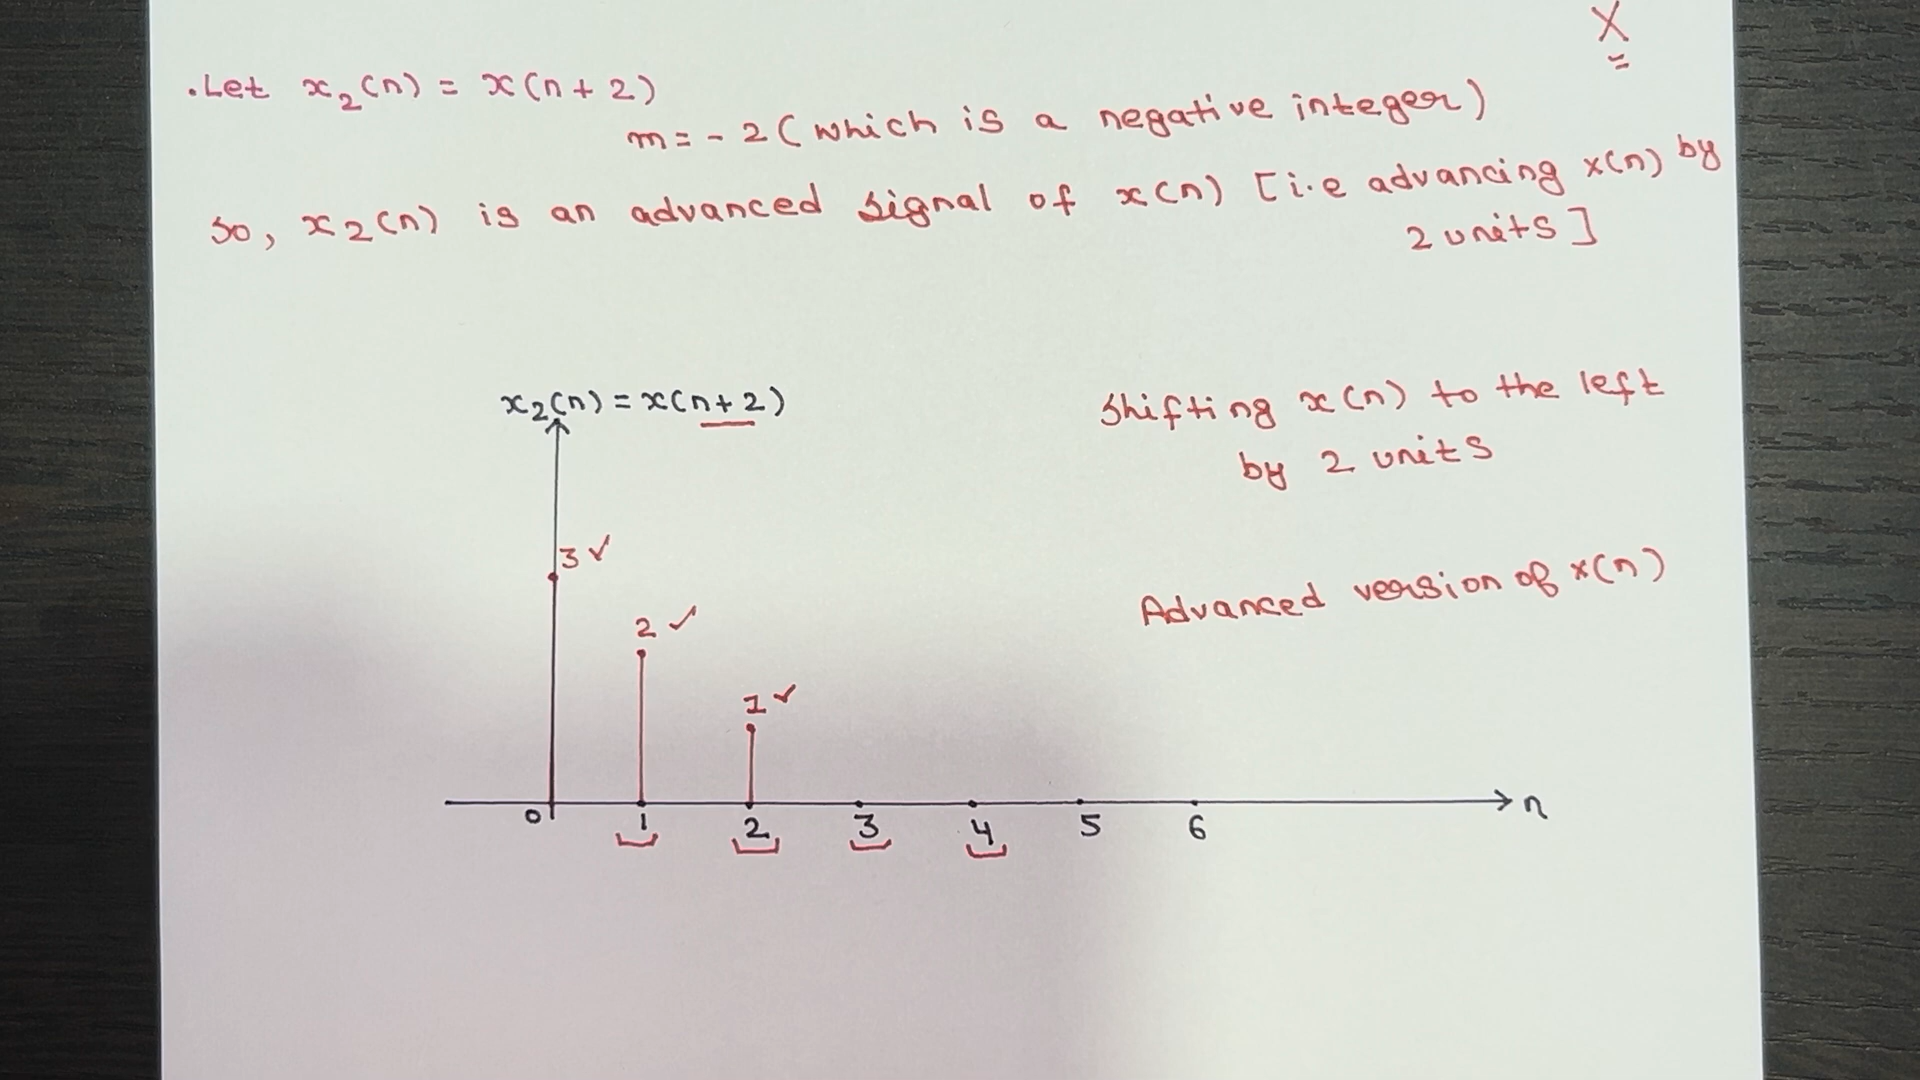 X
=
.Let x₂(n) = x(n+2)
m = -2 (which is a negative integer)
so, x₂(n) is an advanced signal of x(n) [i.e advancing x(n) by
2 units]
x₂(n) = x(n+2)
shifting x(n) to the left
by 2 units
3 ✓
Advanced version of x(n)
2 ✓
1 ✓
0 1 2 3 4 5 6 n